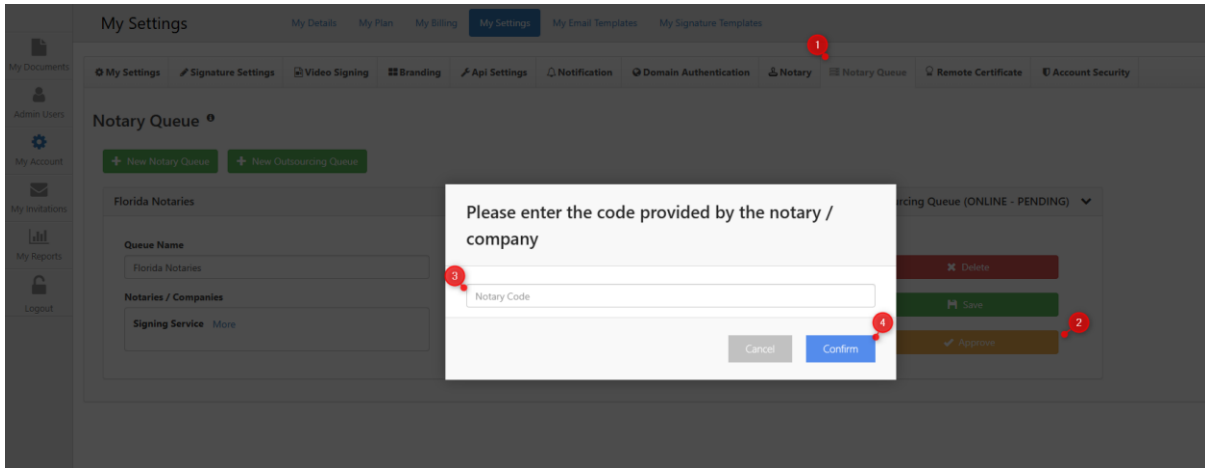 My Settings
My Details My Plan My Billing My Settings My Email Templates My Signature Templates
1
My Documents
Admin Users
My Account
My Invitations
My Reports
Logout
My Settings Signature Settings Video Signing Branding Api Settings Notification Domain Authentication Notary Notary Queue Remote Certificate Account Security
Notary Queue
+ New Notary Queue + New Outsourcing Queue
Florida Notaries
rcing Queue (ONLINE - PENDING)
Queue Name
Florida Notaries
Notaries / Companies
Signing Service More
Please enter the code provided by the notary /
company
3
Notary Code
4
Cancel Confirm
Delete
Save
2
Approve